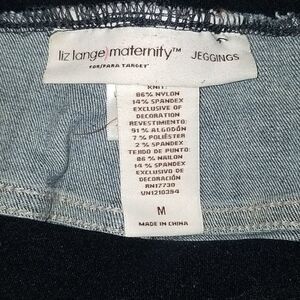 liz lange) maternity™
JEGGINGS
FOR/PARA TARGET
KNIT:
86% NYLON
14% SPANDEX
EXCLUSIVE OF
DECORATION
REVESTIMIENTO:
91% ALGODÓN
7% POLIÉSTER
2% SPANDEX
TEJIDO DE PUNTO:
86% NAILON
14% SPANDEX
EXCLUSIVO DE
DECORACIÓN
RN17730
VN1210394
M
MADE IN CHINA